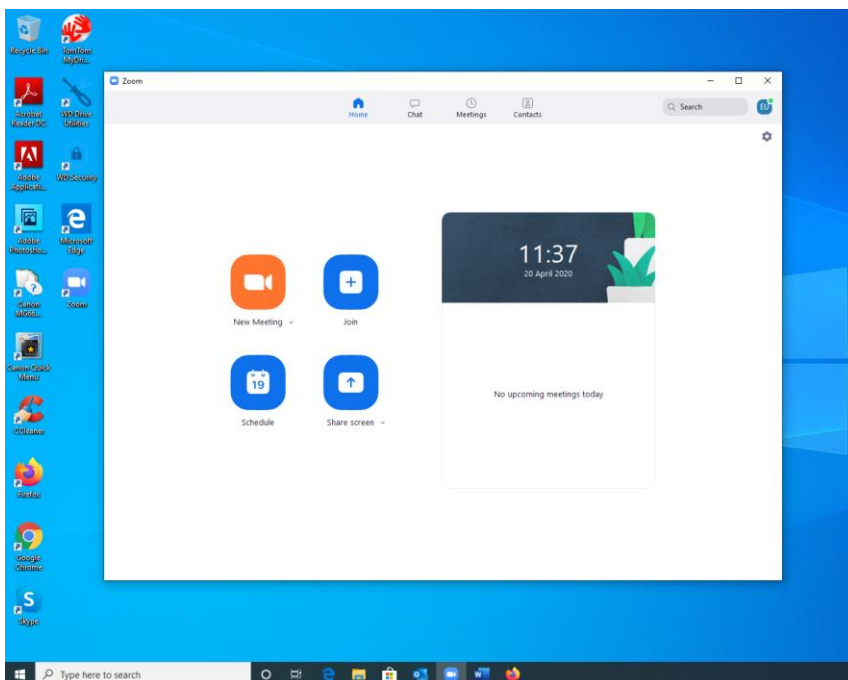 Recycle Bin
TomTom
MyDri...
Acrobat
Reader DC
WD Drive
Utilities
Adobe
Applicati...
WD Security
Adobe
Photosho...
Microsoft
Edge
Canon
MG66...
Zoom
Canon Quick
Menu
CCleaner
Firefox
Google
Chrome
S
Skype
Zoom
Home
Chat
Meetings
Contacts
Search
EU
New Meeting
Join
19
Schedule
Share screen
11:37
20 April 2020
No upcoming meetings today
Type here to search